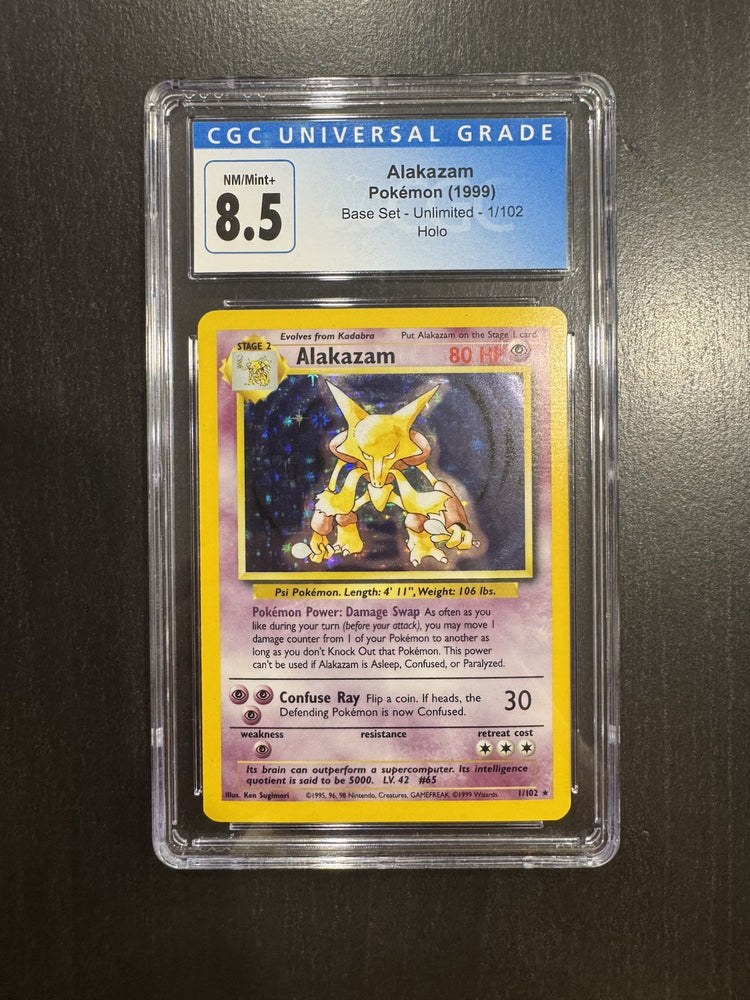 CGC UNIVERSAL GRADE
NM/Mint+
8.5
Alakazam
Pokémon (1999)
Base Set - Unlimited - 1/102
Holo
Evolves from Kadabra
Put Alakazam on the Stage 1 card
STAGE 2
Alakazam
80 HP
Psi Pokémon. Length: 4' 11", Weight: 106 lbs.
Pokémon Power: Damage Swap As often as you
like during your turn (before your attack), you may move 1
damage counter from 1 of your Pokémon to another as
long as you don't Knock Out that Pokémon. This power
can't be used if Alakazam is Asleep, Confused, or Paralyzed.
Confuse Ray Flip a coin. If heads, the
Defending Pokémon is now Confused.
30
weakness
resistance
retreat cost
Its brain can outperform a supercomputer. Its intelligence
quotient is said to be 5000. LV. 42 #65
Illus. Ken Sugimori
©1995, 96, 98 Nintendo, Creatures, GAMEFREAK. ©1999 Wizards.
1/102 ★